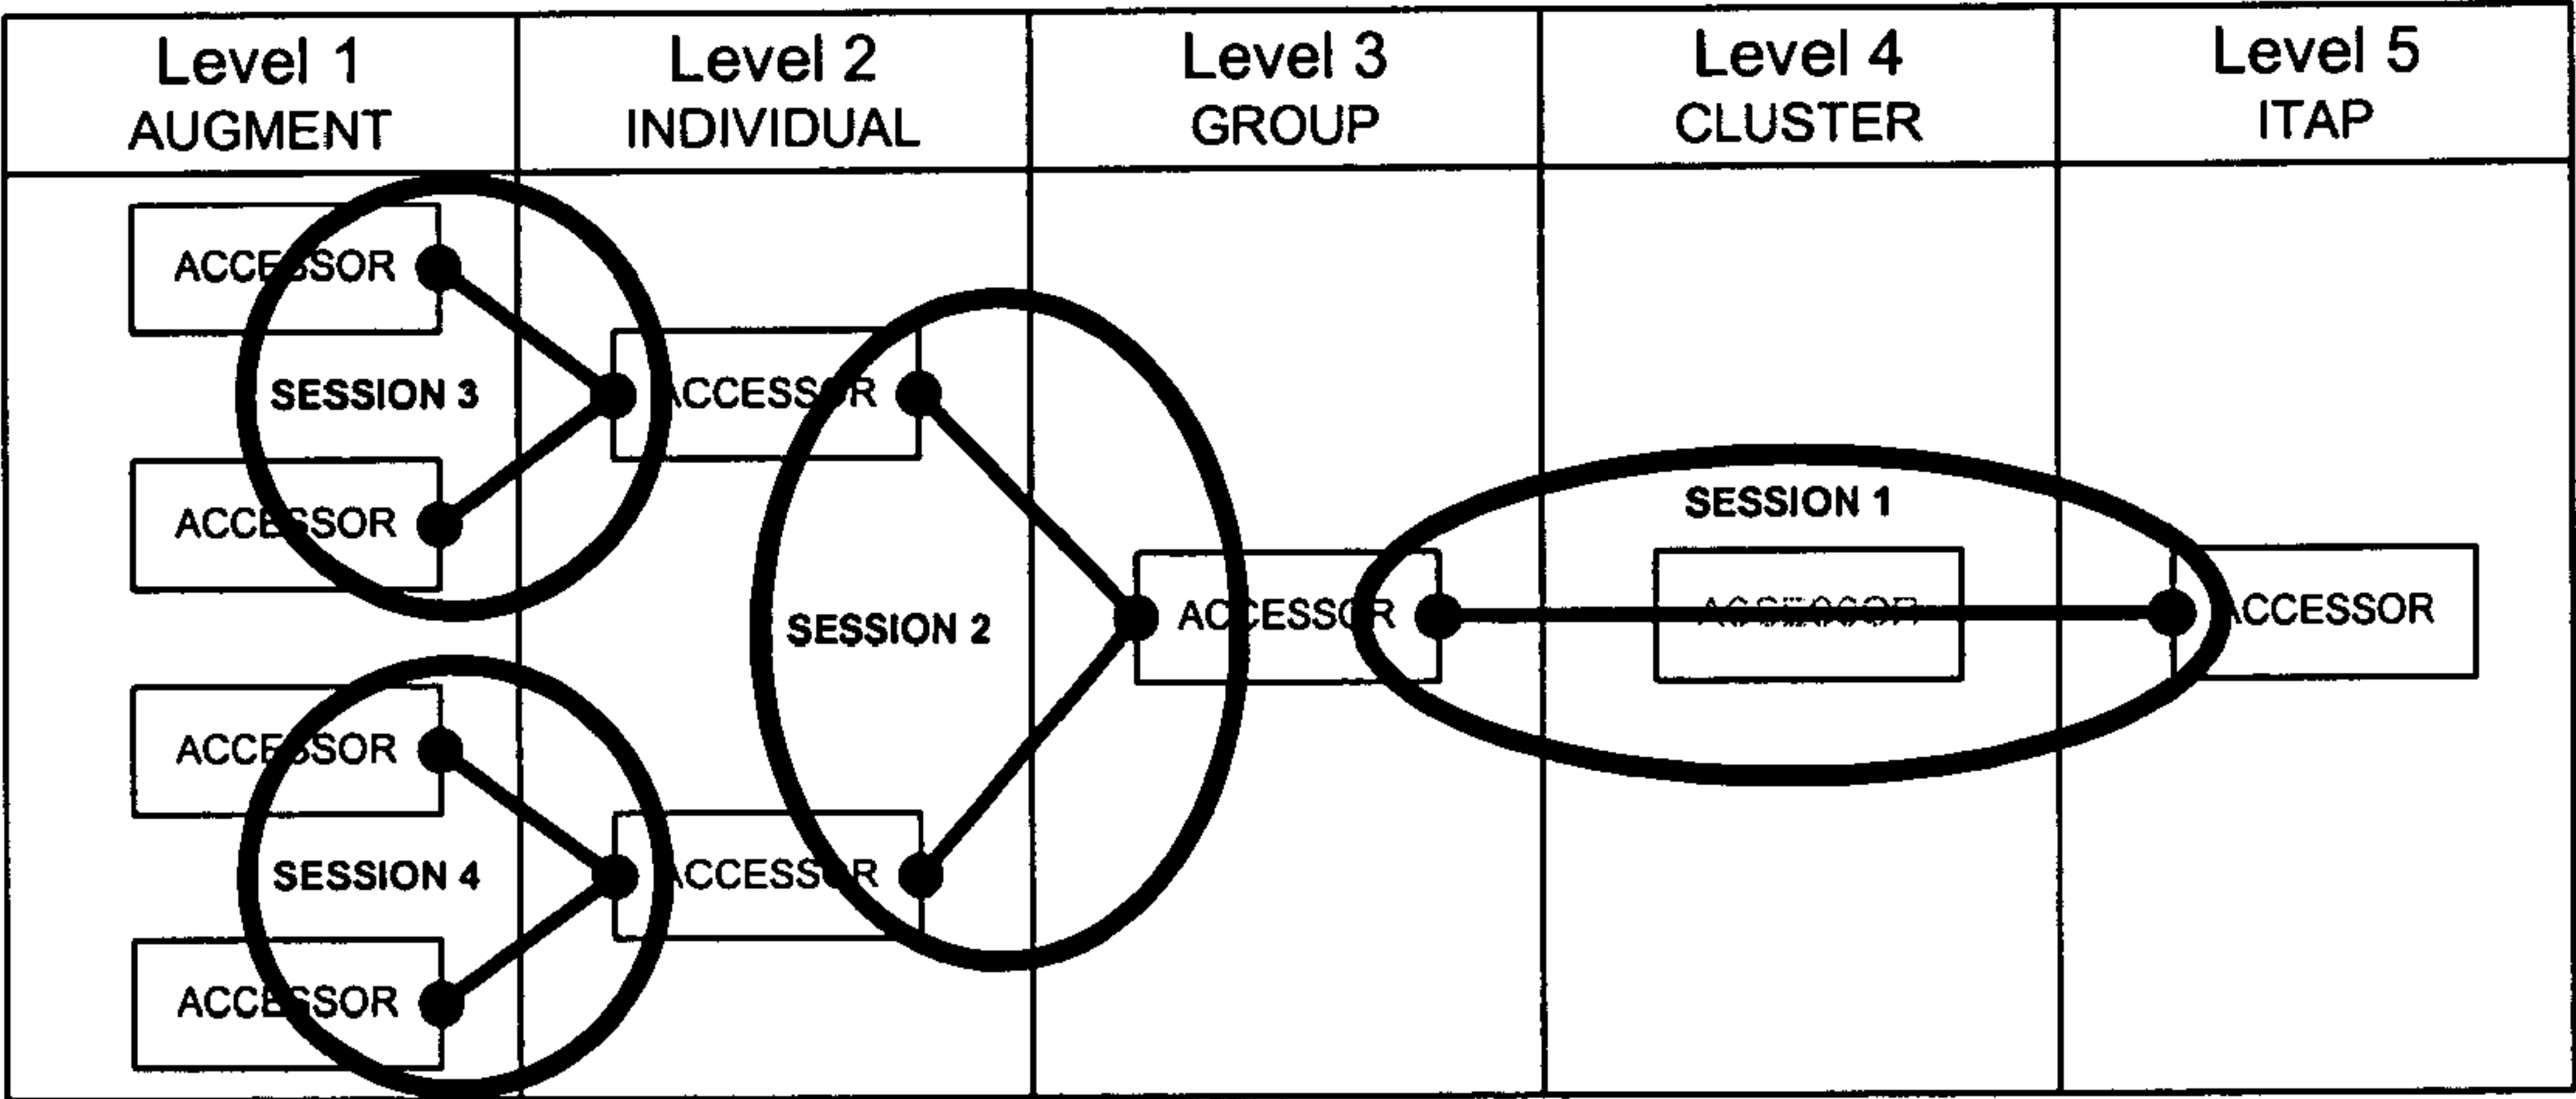 Level 1
AUGMENT
Level 2
INDIVIDUAL
Level 3
GROUP
Level 4
CLUSTER
Level 5
ITAP
ACCESSOR
SESSION 3
ACCESSOR
ACCESSOR
SESSION 2
SESSION 1
ACCESSOR
ACCESSOR
ACCESSOR
ACCESSOR
SESSION 4
ACCESSOR
ACCESSOR